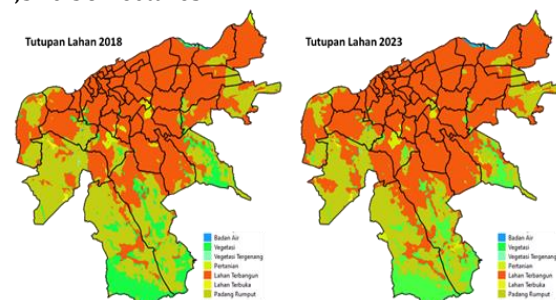 Tutupan Lahan 2018
Tutupan Lahan 2023
Badan Air
Vegetasi
Vegetasi Tergenang
Pertanian
Lahan Terbangun
Lahan Terbuka
Padang Rumput
Badan Air
Vegetasi
Vegetasi Tergenang
Pertanian
Lahan Terbangun
Lahan Terbuka
Padang Rumput